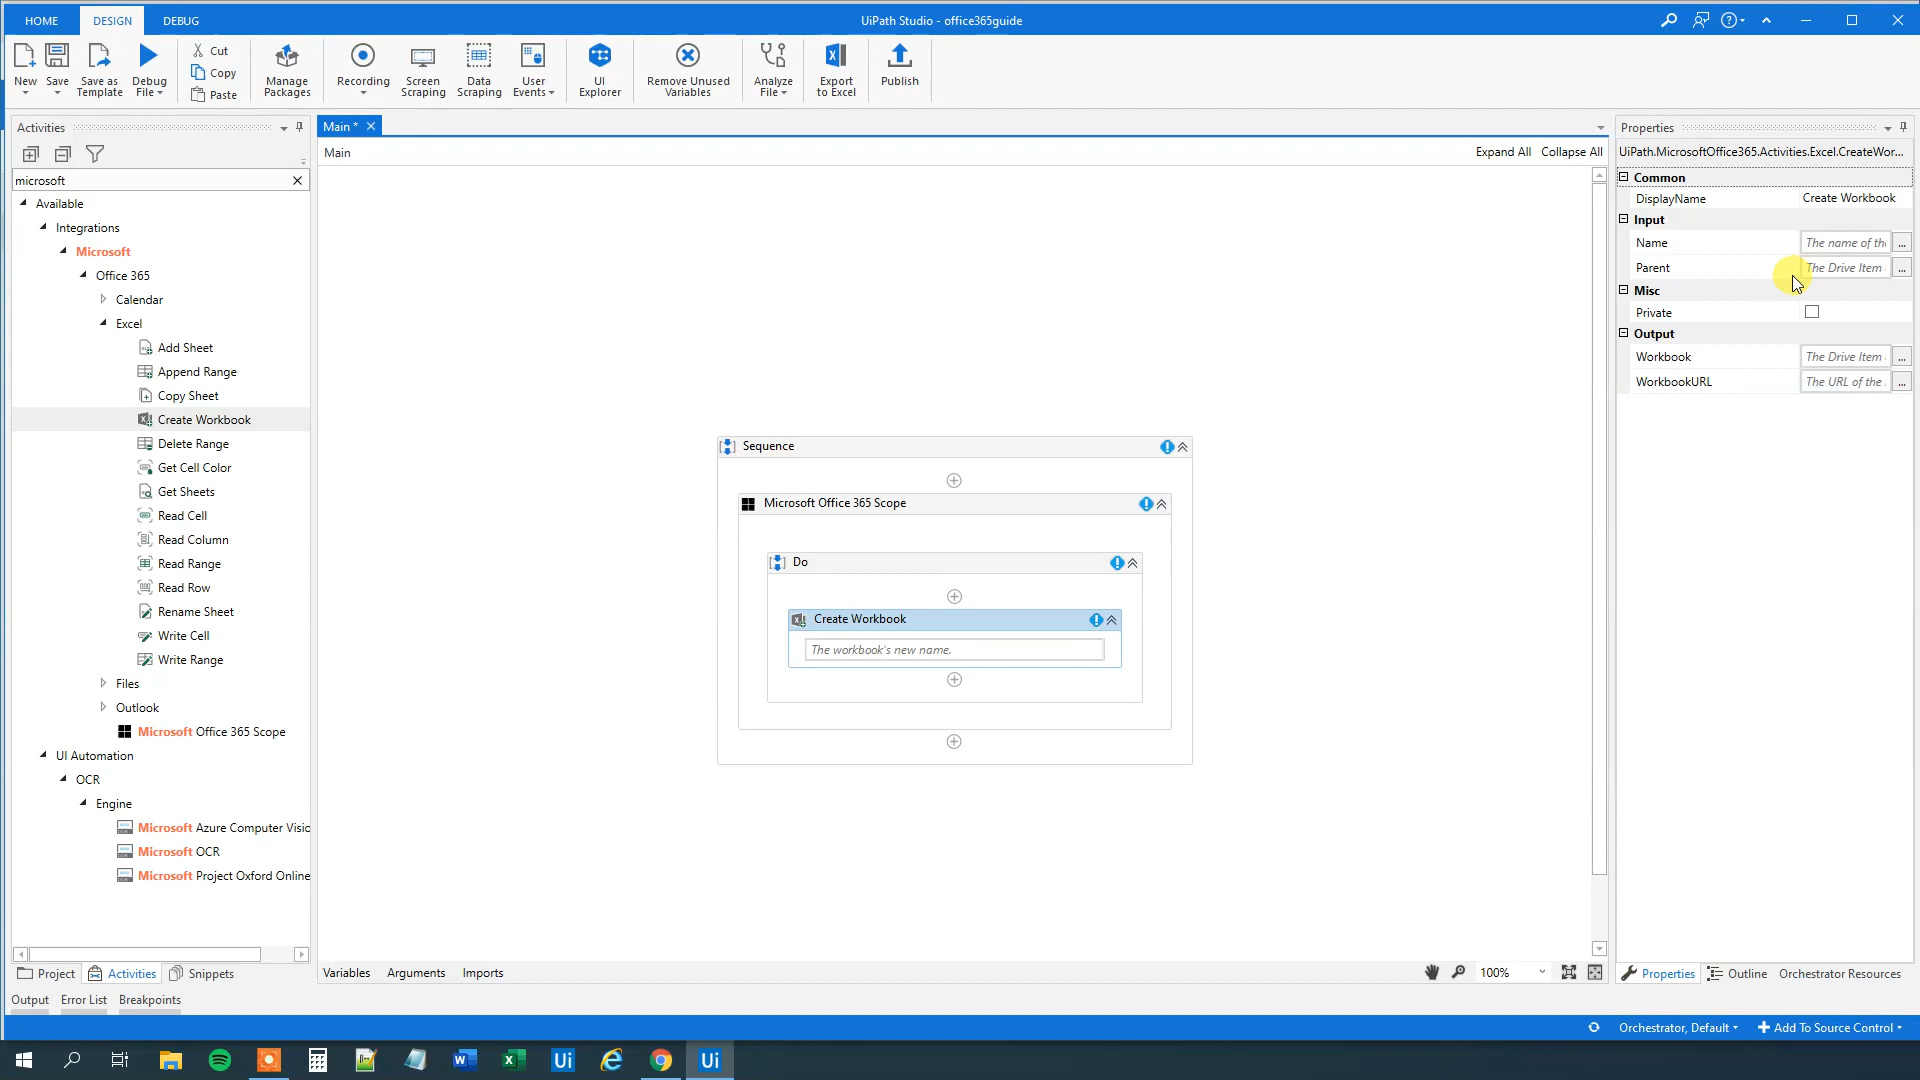 HOME
DESIGN
DEBUG
UiPath Studio - office365guide
New
Save
Save as Template
Debug File
Cut
Copy
Paste
Manage Packages
Recording
Screen Scraping
Data Scraping
User Events
UI Explorer
Remove Unused Variables
Analyze File
Export to Excel
Publish
Activities
microsoft
Available
Integrations
Microsoft
Office 365
Calendar
Excel
Add Sheet
Append Range
Copy Sheet
Create Workbook
Delete Range
Get Cell Color
Get Sheets
Read Cell
Read Column
Read Range
Read Row
Rename Sheet
Write Cell
Write Range
Files
Outlook
Microsoft Office 365 Scope
UI Automation
OCR
Engine
Microsoft Azure Computer Visio
Microsoft OCR
Microsoft Project Oxford Online
Project
Activities
Snippets
Main *
Main
Expand All
Collapse All
Sequence
Microsoft Office 365 Scope
Do
Create Workbook
The workbook's new name.
Variables
Arguments
Imports
100%
Properties
UiPath.MicrosoftOffice365.Activities.Excel.CreateWor...
Common
DisplayName
Create Workbook
Input
Name
The name of th
...
Parent
The Drive Item
...
Misc
Private
Output
Workbook
The Drive Item
...
WorkbookURL
The URL of the
...
Properties
Outline
Orchestrator Resources
Output
Error List
Breakpoints
Orchestrator, Default
Add To Source Control
Ui
Ui